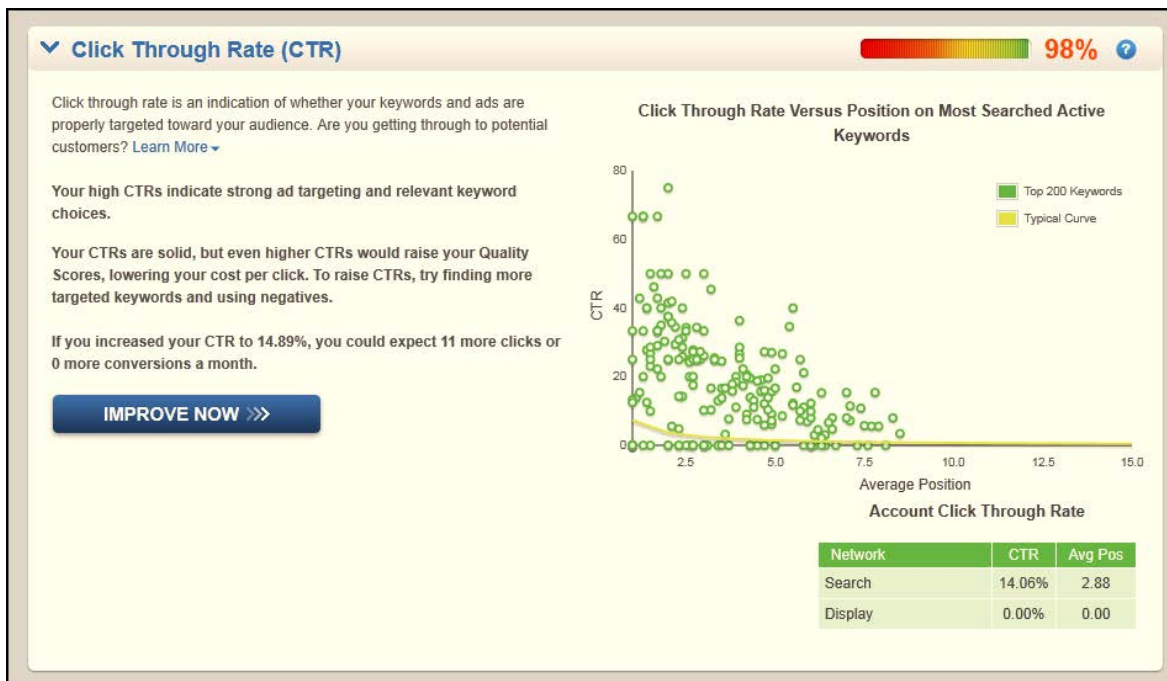 Click Through Rate (CTR)
98%
?
Click through rate is an indication of whether your keywords and ads are
properly targeted toward your audience. Are you getting through to potential
customers? Learn More
Your high CTRs indicate strong ad targeting and relevant keyword
choices.
Your CTRs are solid, but even higher CTRs would raise your Quality
Scores, lowering your cost per click. To raise CTRs, try finding more
targeted keywords and using negatives.
If you increased your CTR to 14.89%, you could expect 11 more clicks or
0 more conversions a month.
IMPROVE NOW >>>
Click Through Rate Versus Position on Most Searched Active
Keywords
Top 200 Keywords
Typical Curve
CTR
80
60
40
20
0
2.5 5.0 7.5 10.0 12.5 15.0
Average Position
Account Click Through Rate
Network CTR Avg Pos
Search 14.06% 2.88
Display 0.00% 0.00